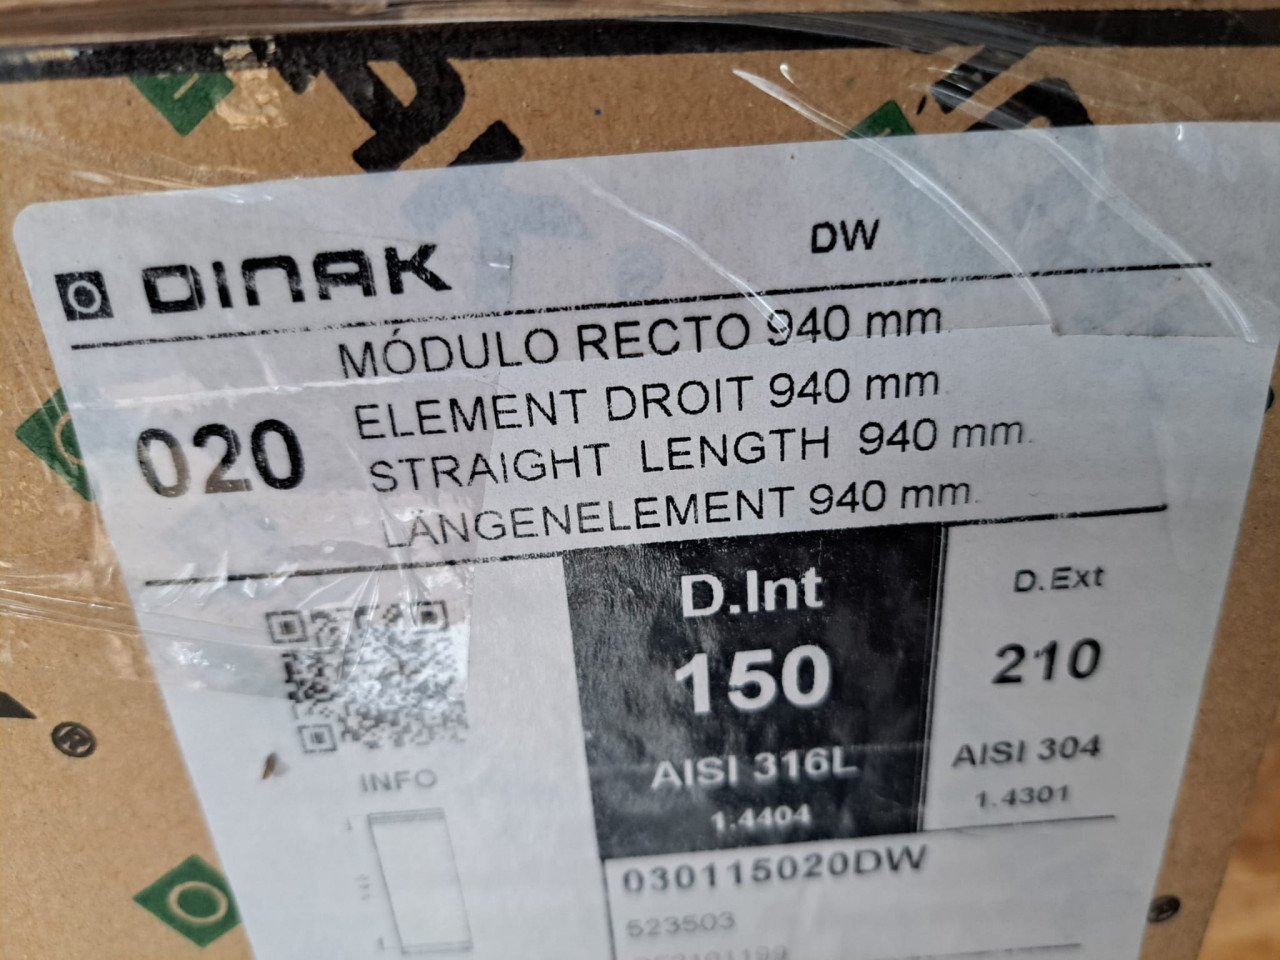 DINAK
DW
020
MÓDULO RECTO 940 mm
ELEMENT DROIT 940 mm
STRAIGHT LENGTH 940 mm
LÄNGENELEMENT 940 mm
D.Int
150
AISI 316L
1.4404
D.Ext
210
AISI 304
1.4301
INFO
030115020DW
523503